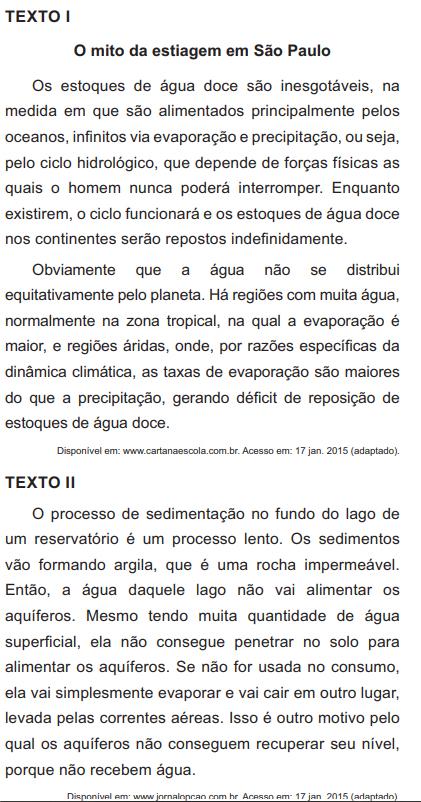 TEXTO I
O mito da estiagem em São Paulo
Os estoques de água doce são inesgotáveis, na
medida em que são alimentados principalmente pelos
oceanos, infinitos via evaporação e precipitação, ou seja,
pelo ciclo hidrológico, que depende de forças físicas as
quais o homem nunca poderá interromper. Enquanto
existirem, o ciclo funcionará e os estoques de água doce
nos continentes serão repostos indefinidamente.
Obviamente que a água não se distribui
equitativamente pelo planeta. Há regiões com muita água,
normalmente na zona tropical, na qual a evaporação é
maior, e regiões áridas, onde, por razões específicas da
dinâmica climática, as taxas de evaporação são maiores
do que a precipitação, gerando déficit de reposição de
estoques de água doce.
Disponível em: www.cartanaescola.com.br. Acesso em: 17 jan. 2015 (adaptado).
TEXTO II
O processo de sedimentação no fundo do lago de
um reservatório é um processo lento. Os sedimentos
vão formando argila, que é uma rocha impermeável.
Então, a água daquele lago não vai alimentar os
aquíferos. Mesmo tendo muita quantidade de água
superficial, ela não consegue penetrar no solo para
alimentar os aquíferos. Se não for usada no consumo,
ela vai simplesmente evaporar e vai cair em outro lugar,
levada pelas correntes aéreas. Isso é outro motivo pelo
qual os aquíferos não conseguem recuperar seu nível,
porque não recebem água.
Disponível em: www.jornalopcao.com.br. Acesso em: 17 jan. 2015 (adaptado).